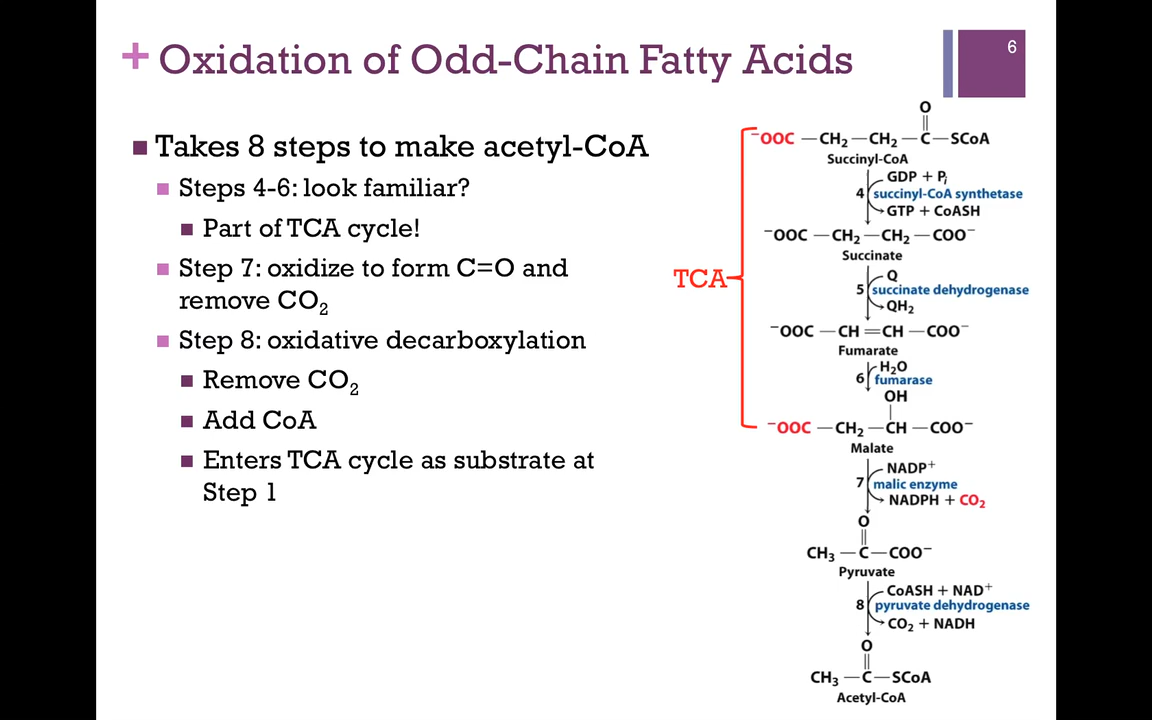 + Oxidation of Odd-Chain Fatty Acids
6
Takes 8 steps to make acetyl-CoA
Steps 4-6: look familiar?
Part of TCA cycle!
Step 7: oxidize to form C=O and
remove CO₂
Step 8: oxidative decarboxylation
Remove CO₂
Add CoA
Enters TCA cycle as substrate at
Step 1
TCA
O
⁻OOC —CH₂—CH₂ —C—SCoA
Succinyl-CoA
GDP + Pᵢ
4 succinyl-CoA synthetase
GTP + CoASH
⁻OOC —CH₂—CH₂ —COO⁻
Succinate
Q
5 succinate dehydrogenase
QH₂
⁻OOC —CH=CH —COO⁻
Fumarate
H₂O
6 fumarase
OH
⁻OOC —CH₂ —CH —COO⁻
Malate
NADP⁺
7 malic enzyme
NADPH + CO₂
O
CH₃ —C—COO⁻
Pyruvate
CoASH + NAD⁺
8 pyruvate dehydrogenase
CO₂ + NADH
O
CH₃ —C—SCoA
Acetyl-CoA